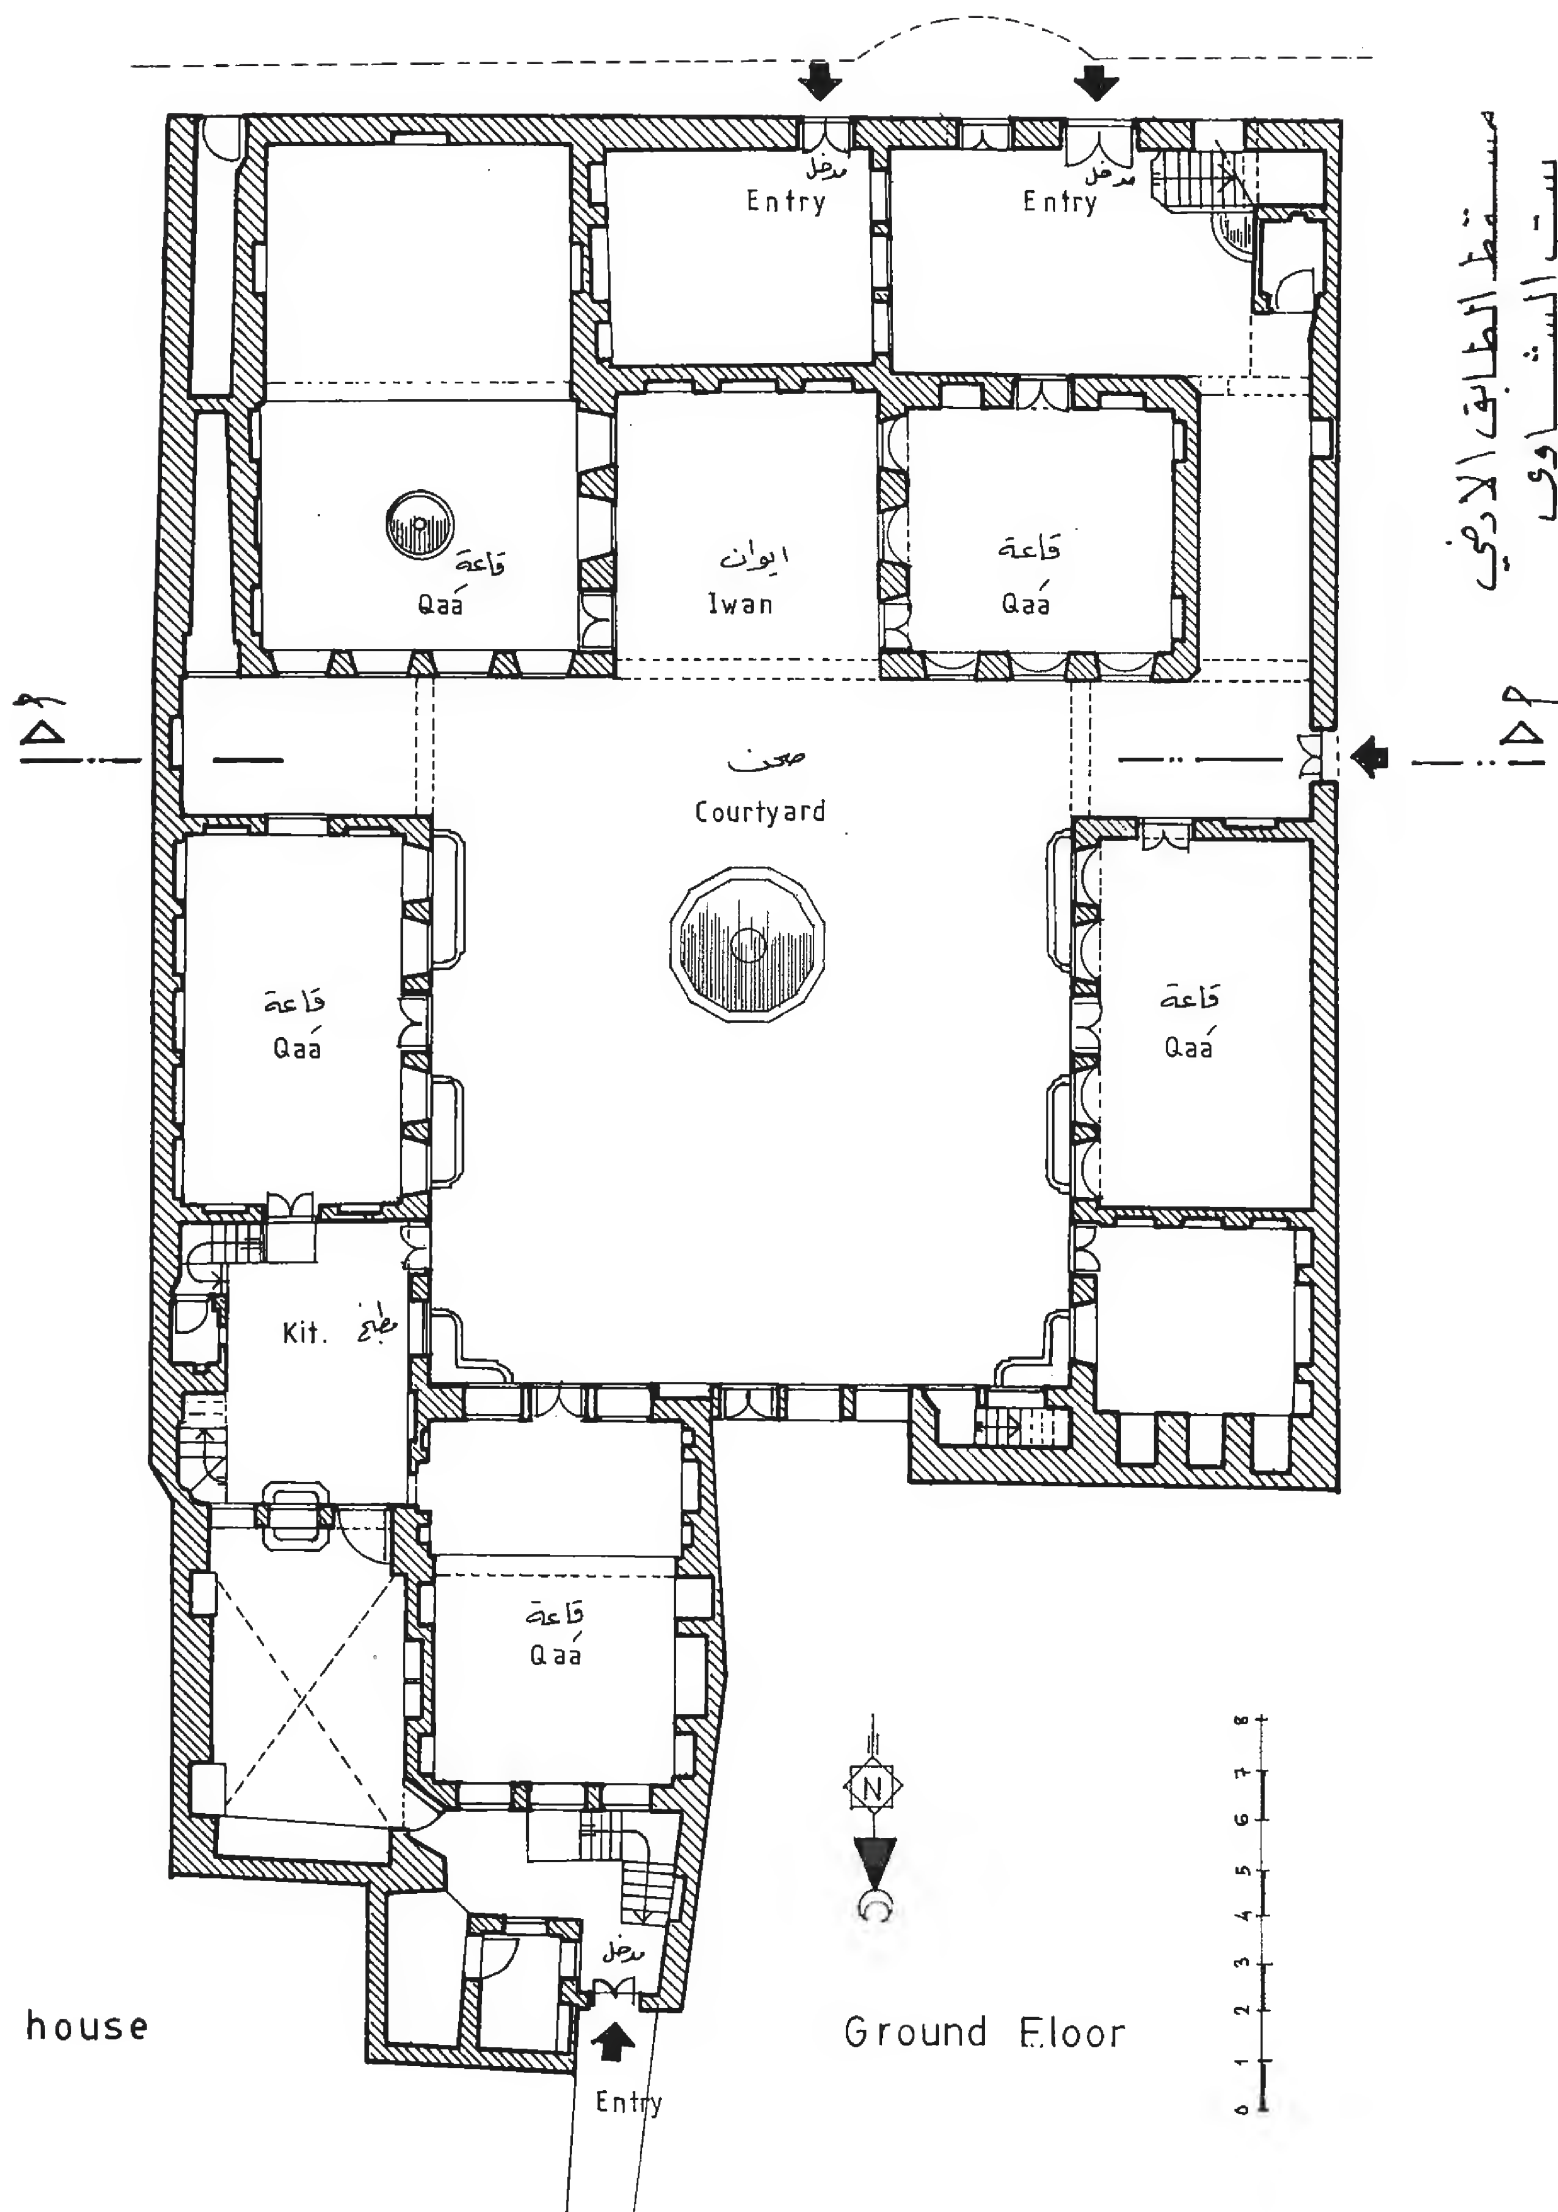 مدخل
Entry
مدخل
Entry
مسقط الطابق الارضي
قاعة
Qaá
ايوان
Iwan
قاعة
Qaá
م
م
صحن
Courtyard
قاعة
Qaá
قاعة
Qaá
Kit. مطبخ
قاعة
Qaá
N
8
7
6
5
4
3
2
1
0
مدخل
house
Ground Floor
Entry